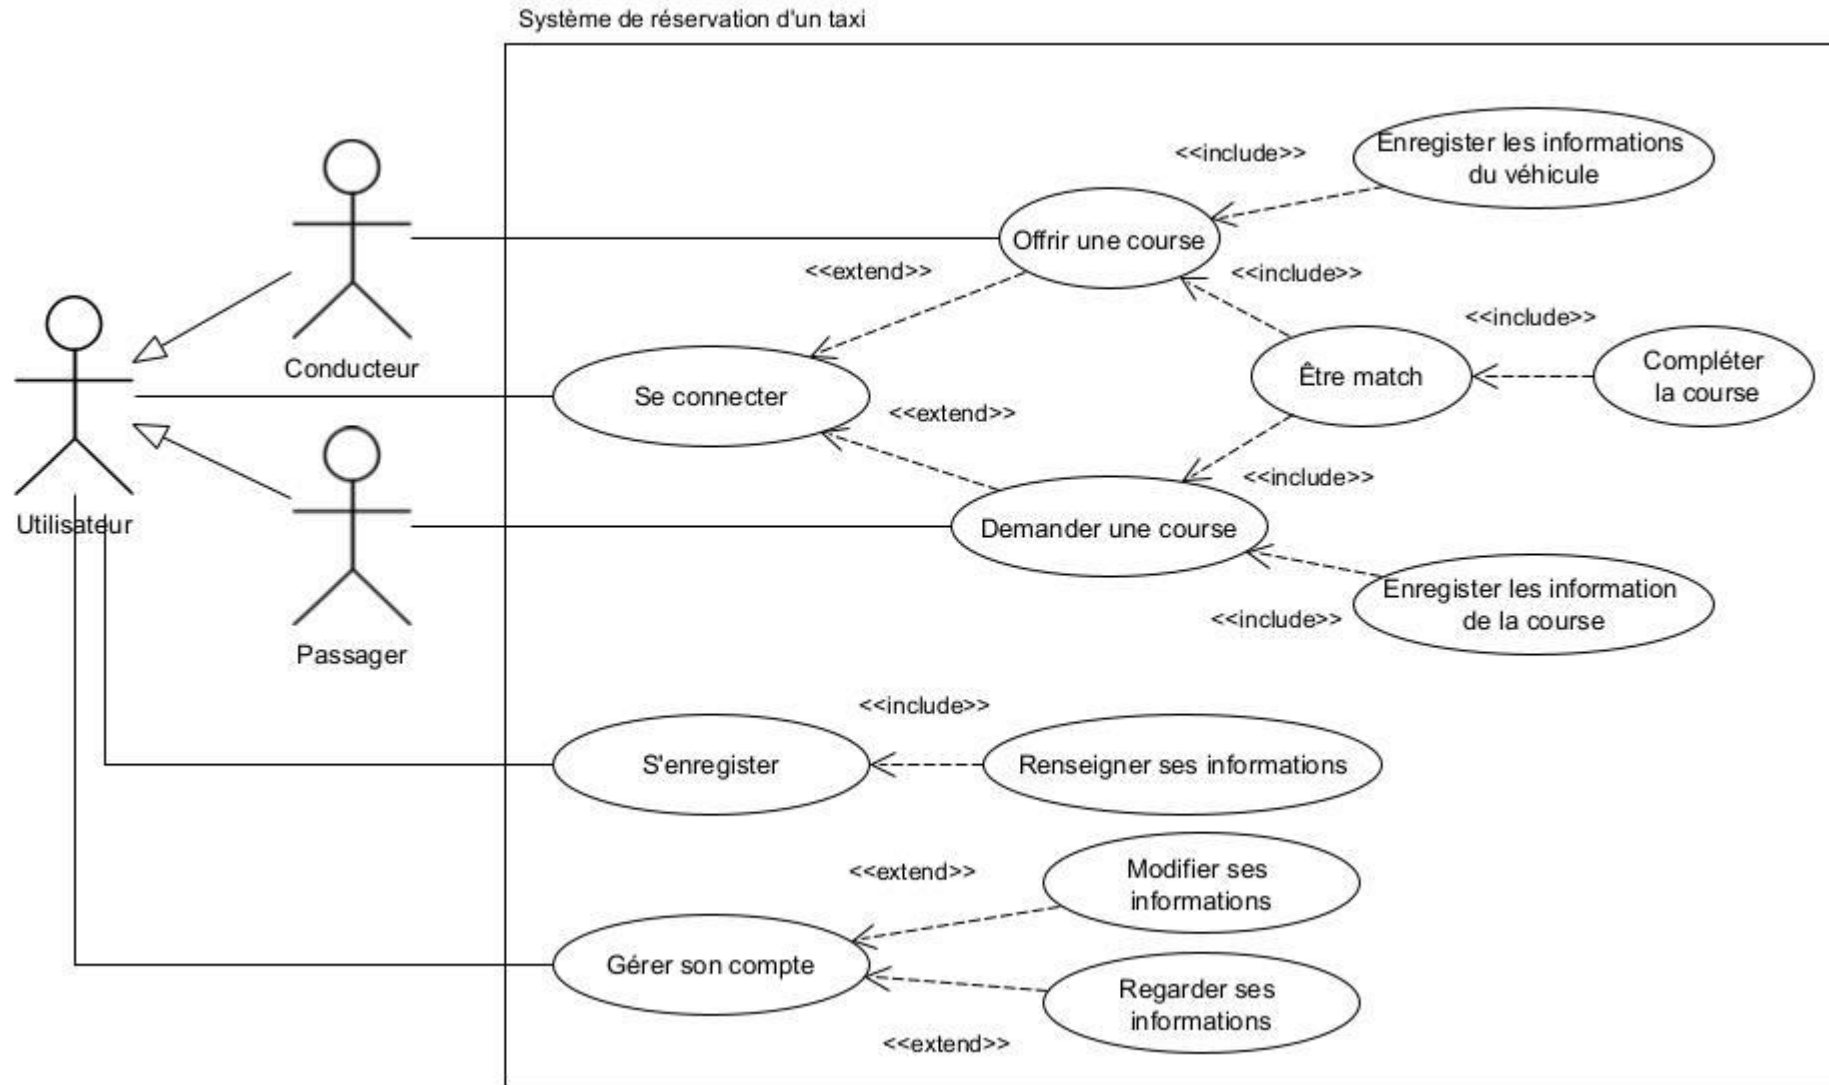 Système de réservation d'un taxi
Enregister les informations
du véhicule
<<include>>
Offrir une course
<<extend>>
<<include>>
<<include>>
Conducteur
Compléter
la course
Être match
Se connecter
<<extend>>
<<include>>
Utilisateur
Demander une course
Enregister les information
de la course
<<include>>
Passager
<<include>>
S'enregister
Renseigner ses informations
<<extend>>
Modifier ses
informations
Gérer son compte
Regarder ses
informations
<<extend>>